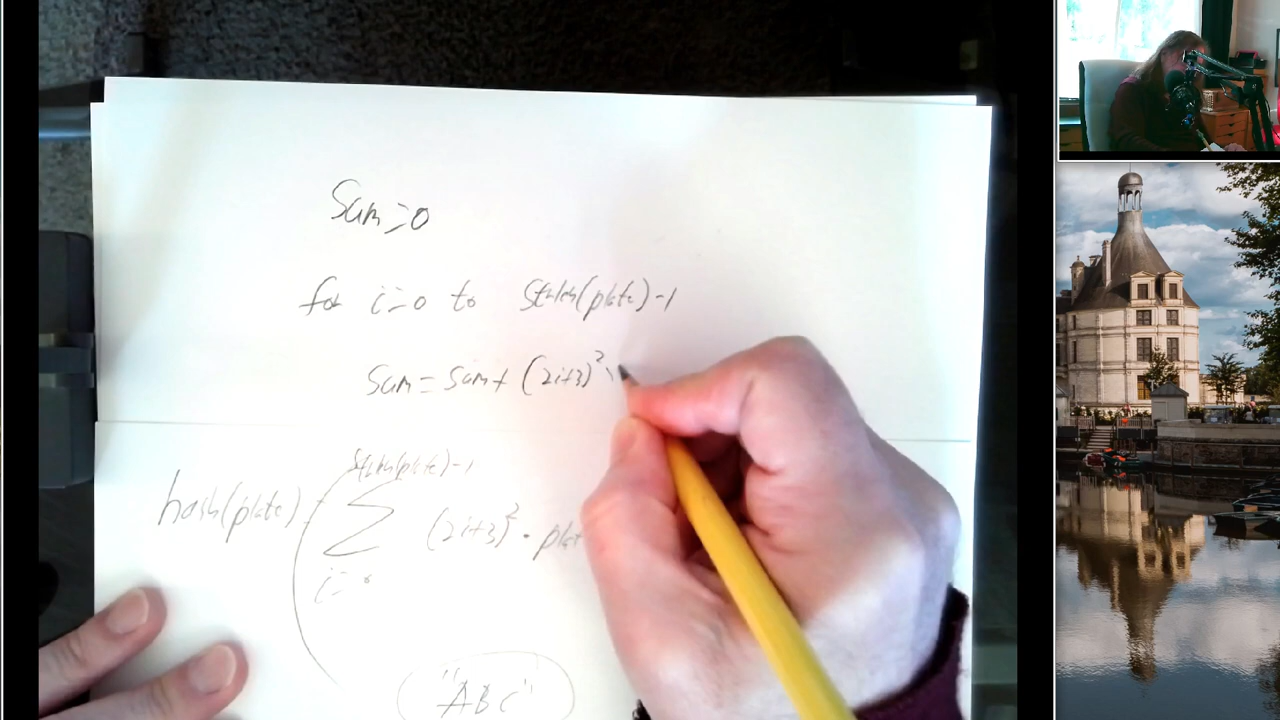 Sum=0
for i=0 to strlen(plate)-1
Sum = Sum + (2i+3)²
strlen(plate)-1
hash(plate) Σ (2i+3)² · plat
i=0
"ABC"